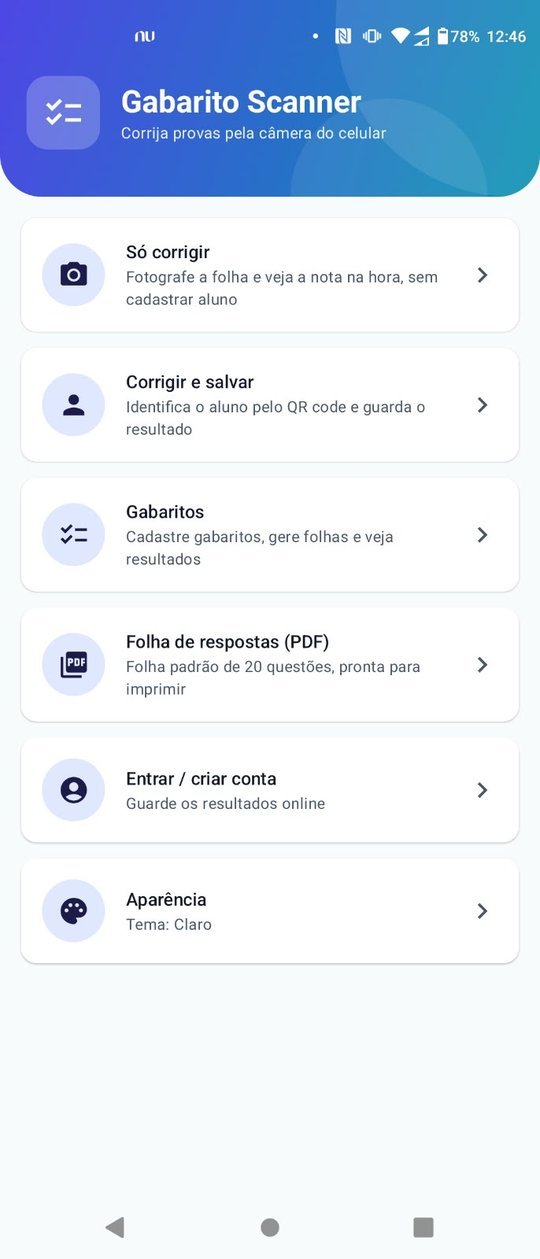 nu
78% 12:46
Gabarito Scanner
Corrija provas pela câmera do celular
Só corrigir
Fotografe a folha e veja a nota na hora, sem
cadastrar aluno
Corrigir e salvar
Identifica o aluno pelo QR code e guarda o
resultado
Gabaritos
Cadastre gabaritos, gere folhas e veja
resultados
Folha de respostas (PDF)
Folha padrão de 20 questões, pronta para
imprimir
PDF
Entrar / criar conta
Guarde os resultados online
Aparência
Tema: Claro